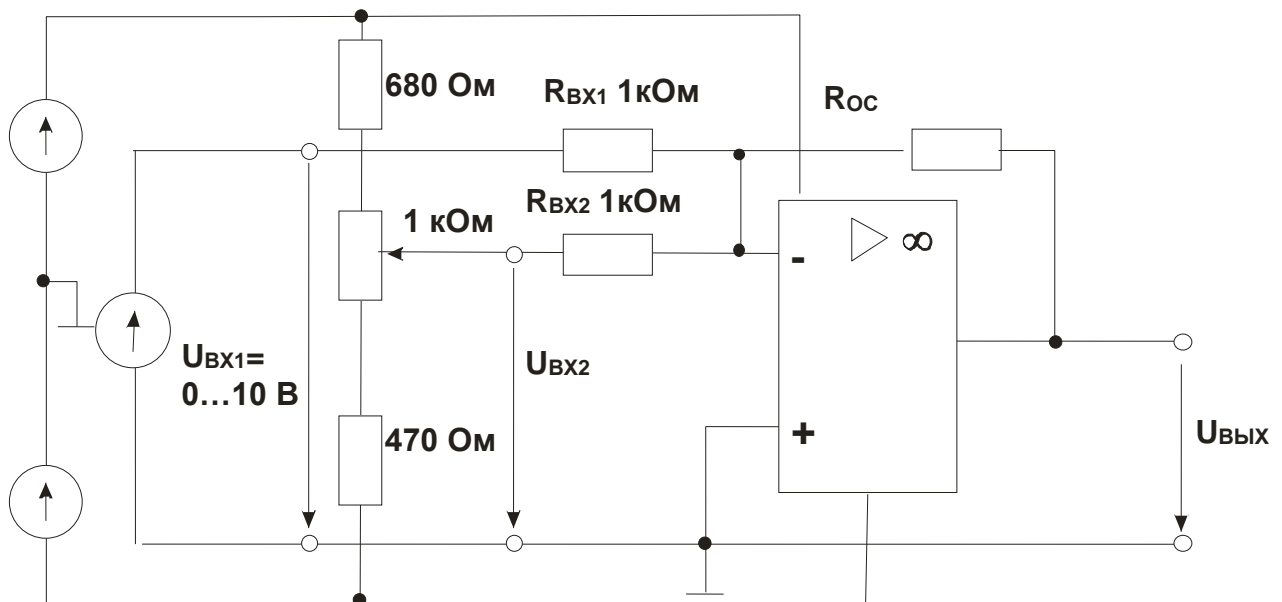 680 Ом
RВХ1 1кОм
RОС
RВХ2 1кОм
1 кОм
∞
-
UВХ1=
0...10 В
UВХ2
470 Ом
+
UВЫХ